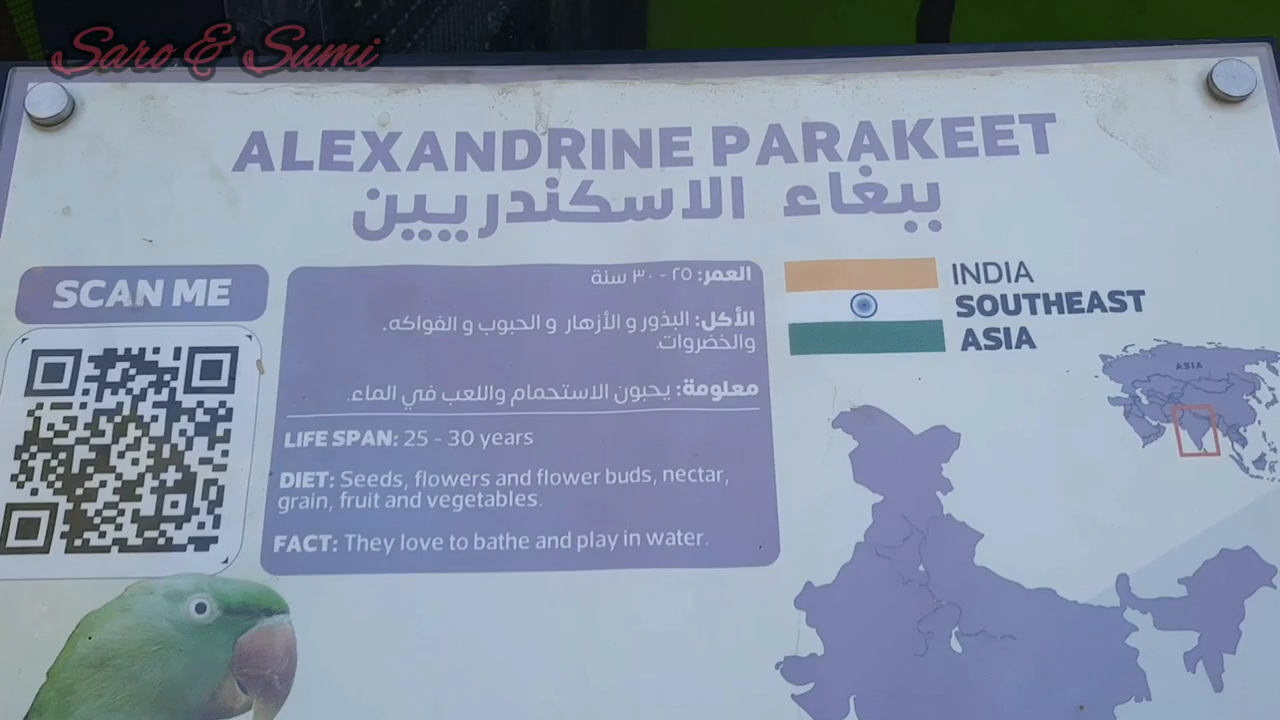 Saro & Sumi
ALEXANDRINE PARAKEET
ببغاء الاسكندريين
SCAN ME
العمر: ٢٥ - ٣٠ سنة
الأكل: البذور و الأزهار و الحبوب و الفواكه.
والخضروات.
معلومة: يحبون الاستحمام واللعب في الماء.
LIFE SPAN: 25 - 30 years
DIET: Seeds, flowers and flower buds, nectar,
grain, fruit and vegetables.
FACT: They love to bathe and play in water.
INDIA
SOUTHEAST
ASIA
ASIA